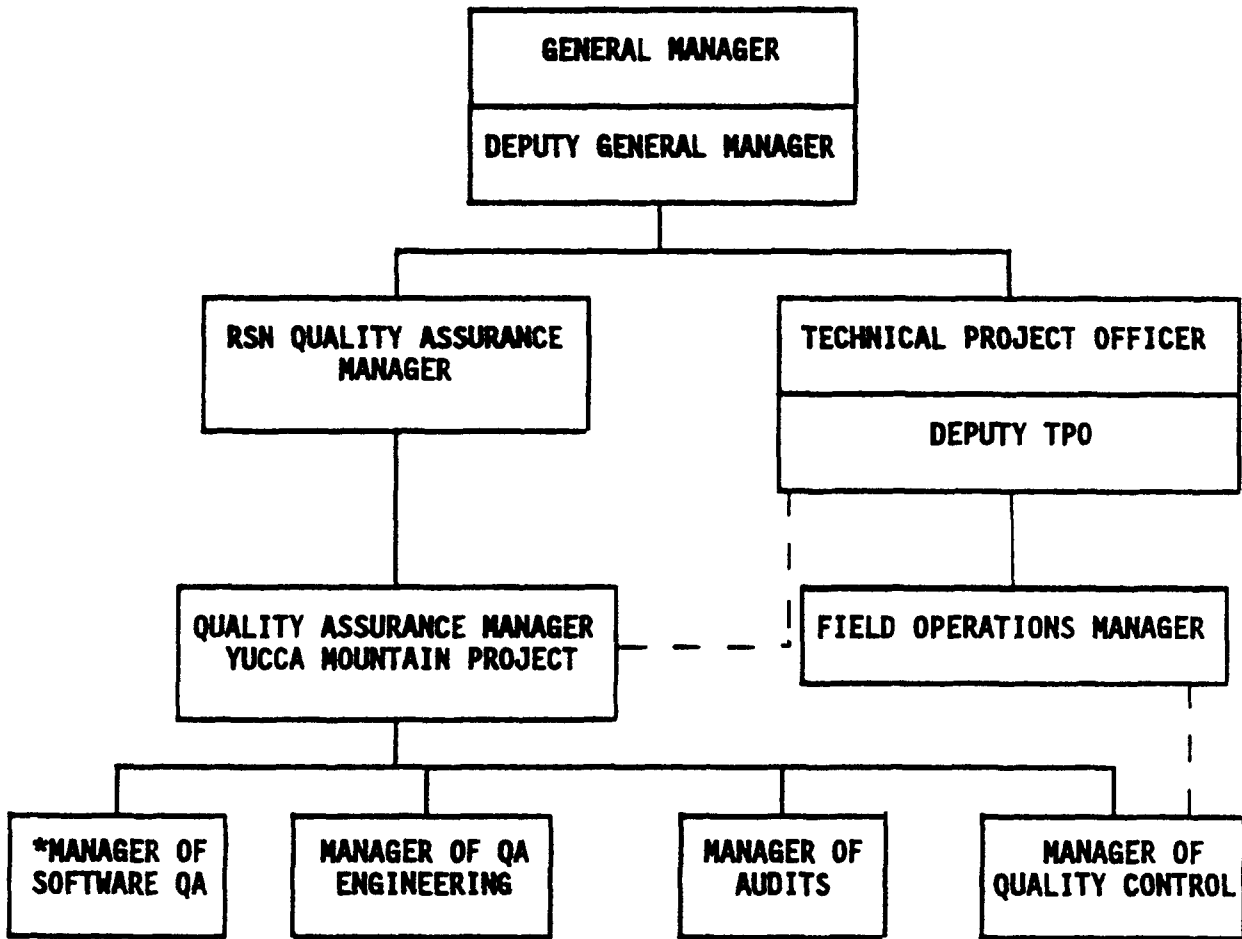 GENERAL MANAGER
DEPUTY GENERAL MANAGER
RSN QUALITY ASSURANCE
MANAGER
TECHNICAL PROJECT OFFICER
DEPUTY TPO
QUALITY ASSURANCE MANAGER
YUCCA MOUNTAIN PROJECT
FIELD OPERATIONS MANAGER
*MANAGER OF
SOFTWARE QA
MANAGER OF QA
ENGINEERING
MANAGER OF
AUDITS
MANAGER OF
QUALITY CONTROL